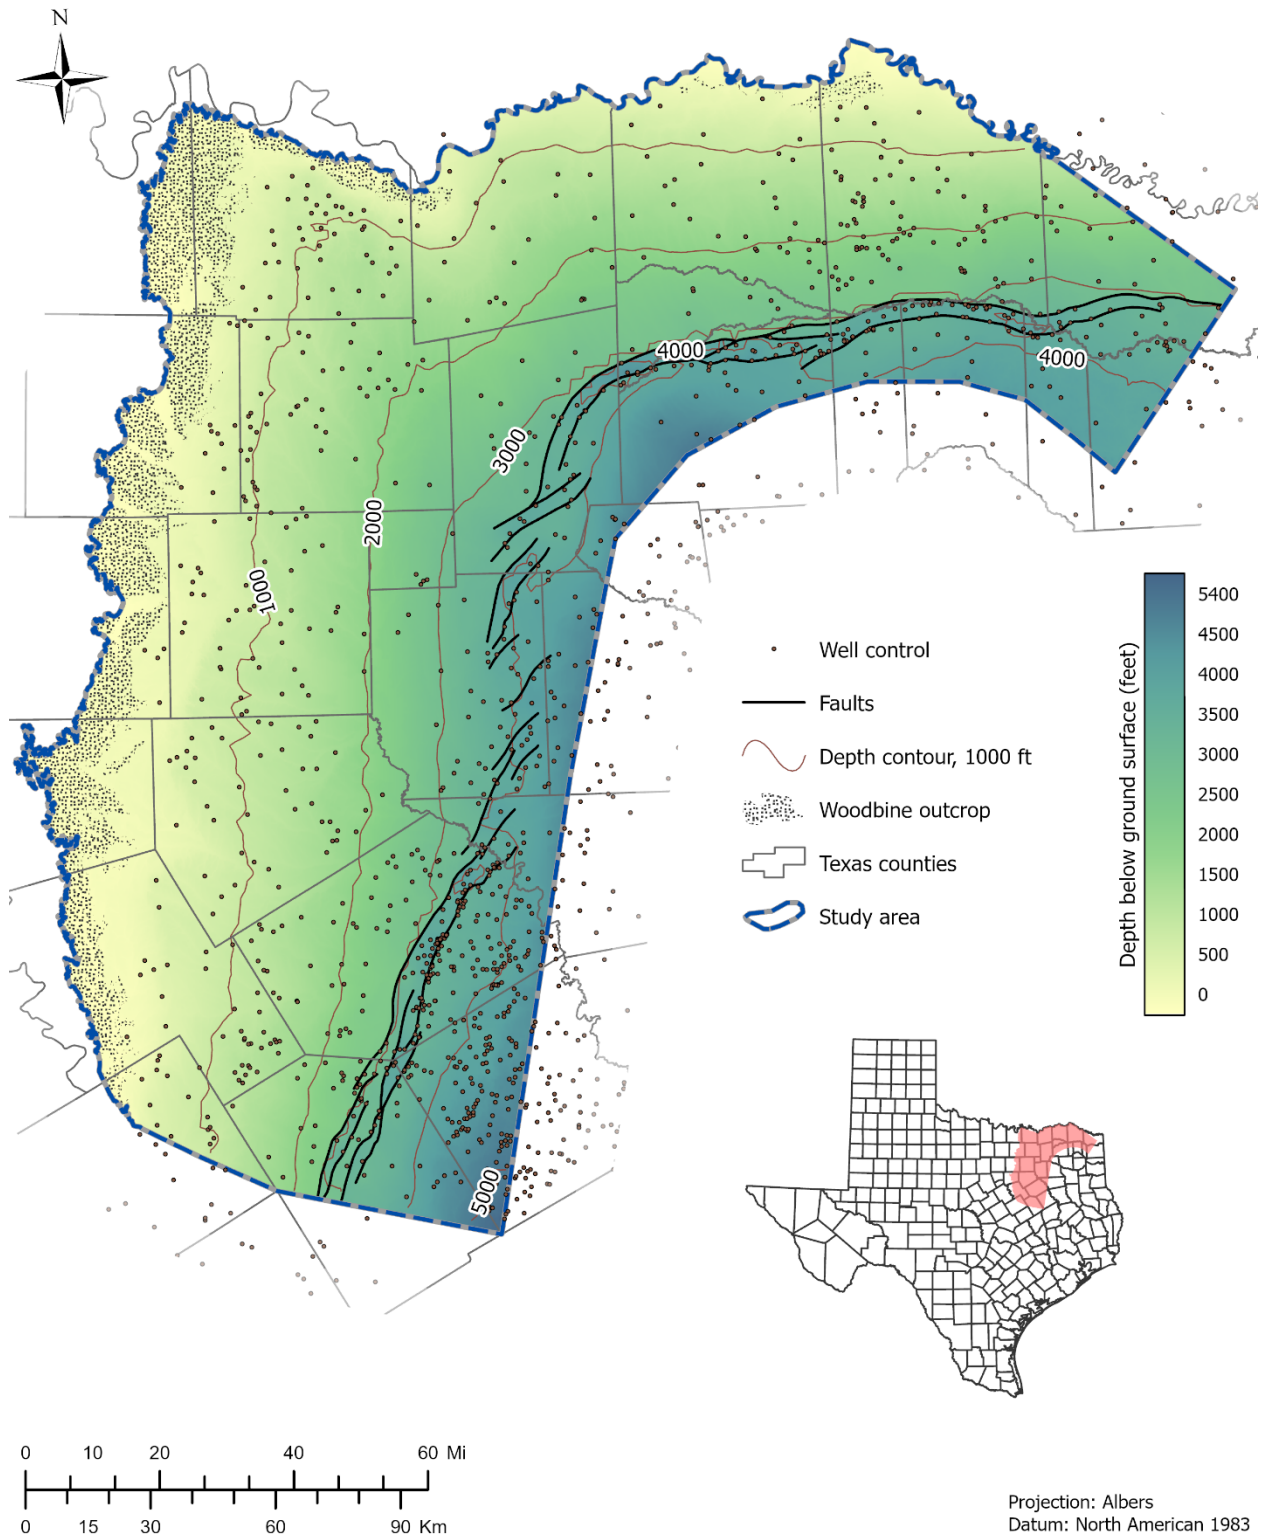 N
4000
4000
3000
2000
1000
5000
Well control
Faults
Depth contour, 1000 ft
Woodbine outcrop
Texas counties
Study area
Depth below ground surface (feet)
5400
4500
4000
3500
3000
2500
2000
1500
1000
500
0
0 10 20 40 60 Mi
0 15 30 60 90 Km
Projection: Albers
Datum: North American 1983